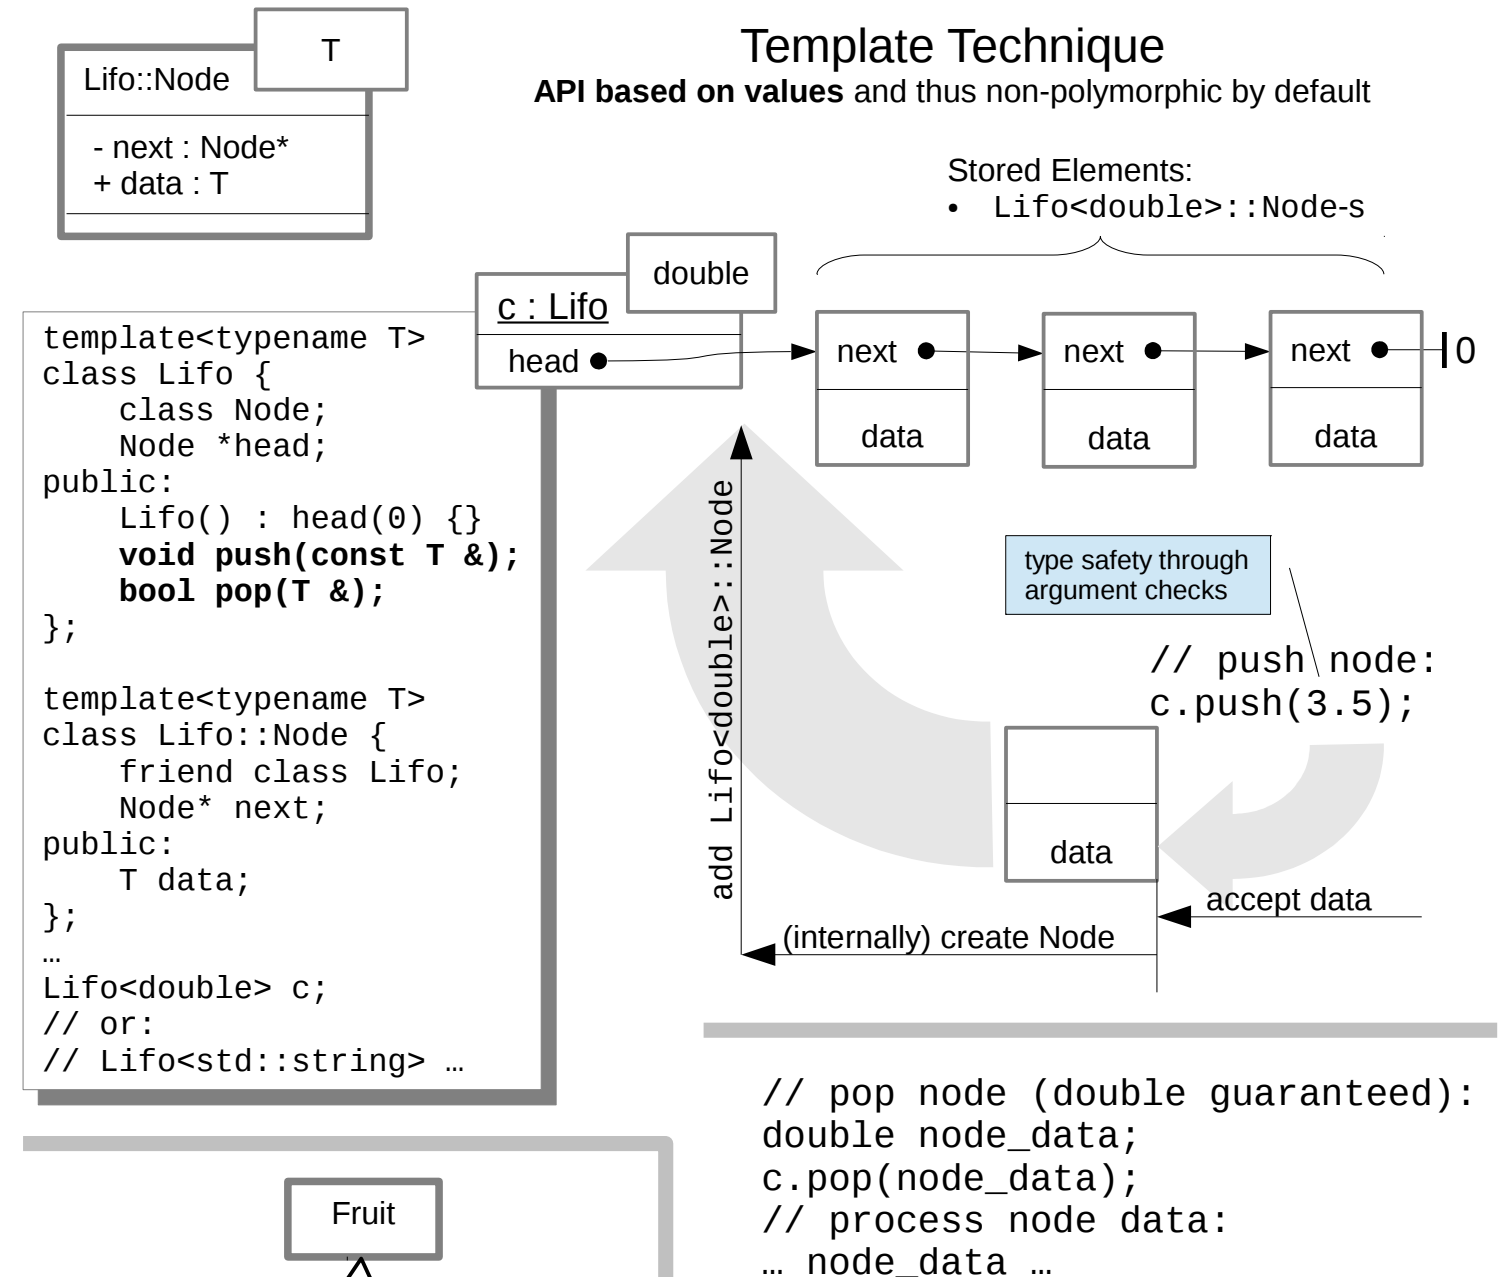 T
Lifo::Node
- next : Node*
+ data : T
Template Technique
API based on values and thus non-polymorphic by default
Stored Elements:
• Lifo<double>::Node-s
double
c : Lifo
head
next
data
next
data
next
data
0
template<typename T>
class Lifo {
    class Node;
    Node *head;
public:
    Lifo() : head(0) {}
    void push(const T &);
    bool pop(T &);
};
template<typename T>
class Lifo::Node {
    friend class Lifo;
    Node* next;
public:
    T data;
};
…
Lifo<double> c;
// or:
// Lifo<std::string> …
add Lifo<double>::Node
type safety through
argument checks
// push node:
c.push(3.5);
data
accept data
(internally) create Node
// pop node (double guaranteed):
double node_data;
c.pop(node_data);
// process node data:
… node_data …
Fruit